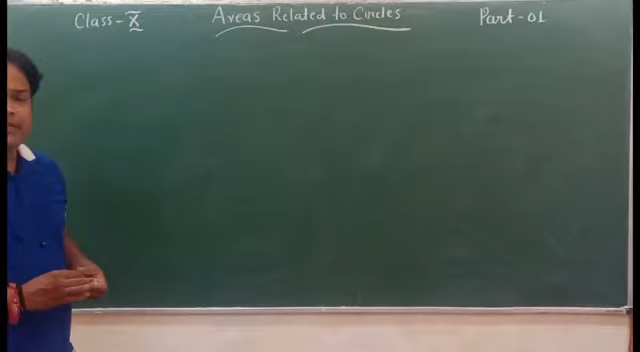 Class - X
Areas Related to Circles
Part - 01